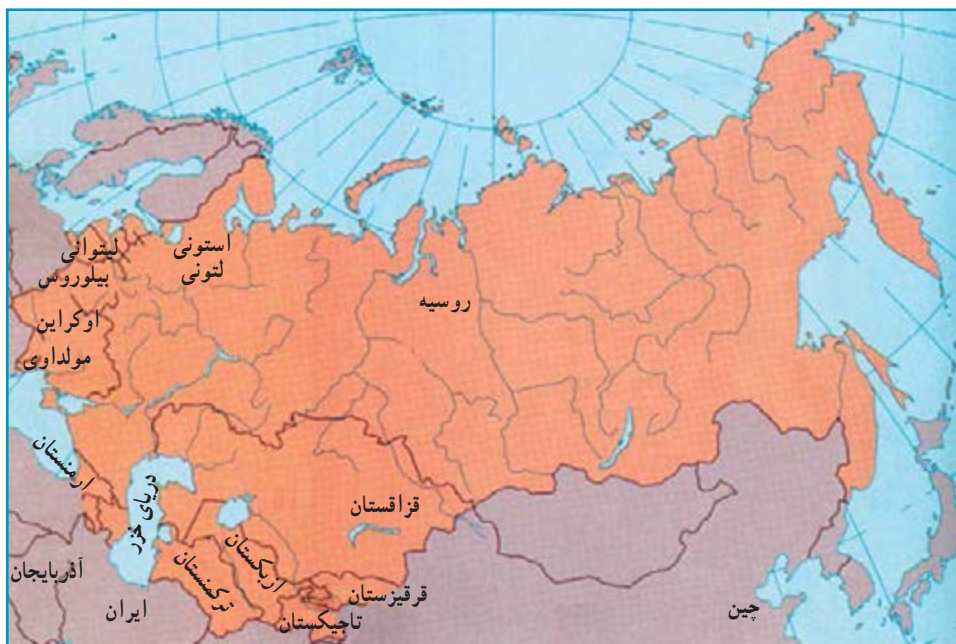 استونی
لتونی
لیتوانی
بیلوروس
اوکراین
مولداوی
روسیه
ارمنستان
دریای خزر
قزاقستان
ازبکستان
ترکمنستان
قرقیزستان
تاجیکستان
آذربایجان
ایران
چین